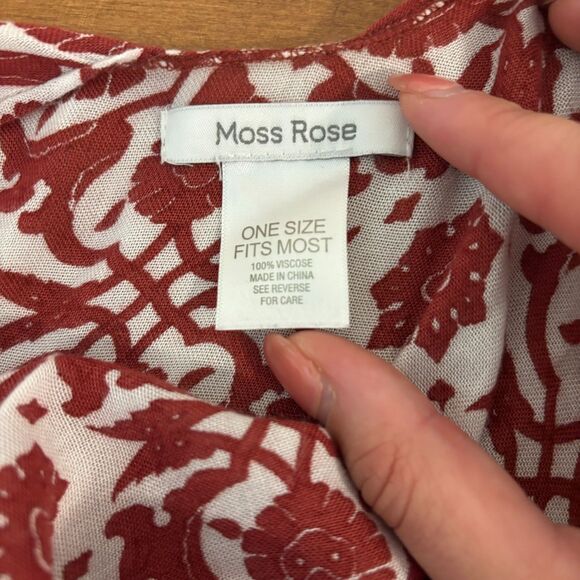 Moss Rose
ONE SIZE
FITS MOST
100% VISCOSE
MADE IN CHINA
SEE REVERSE
FOR CARE